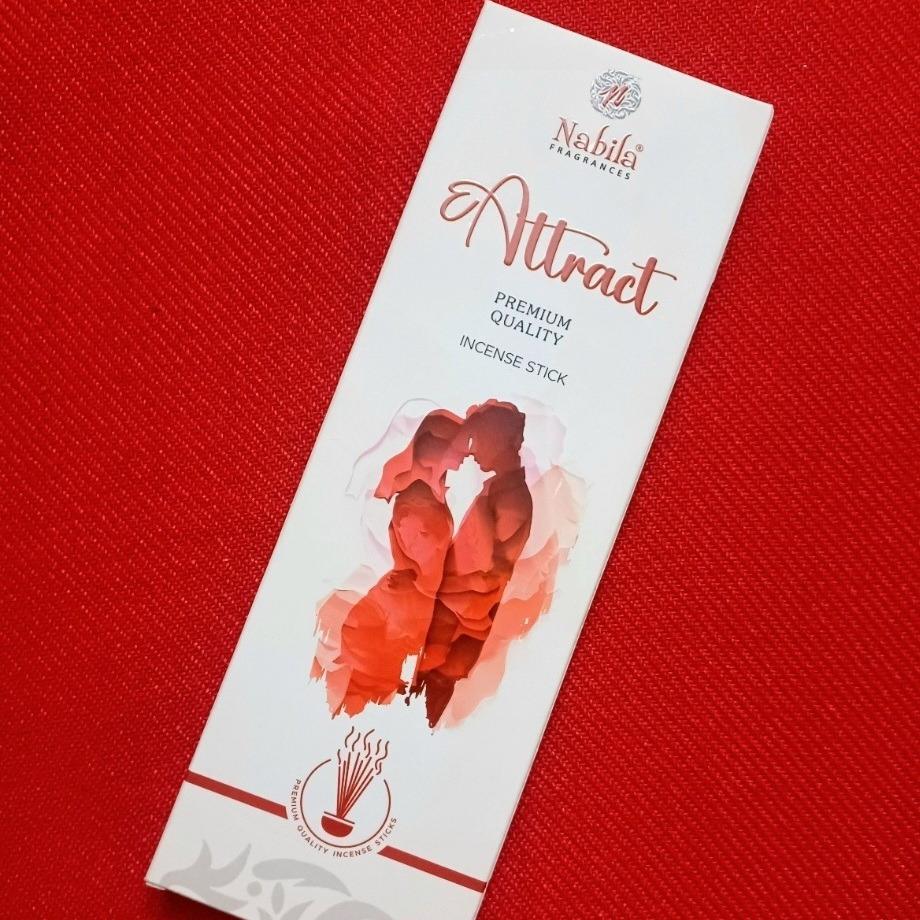 Nabila®
FRAGRANCES
Attract
PREMIUM
QUALITY
INCENSE STICK
PREMIUM QUALITY INCENSE STICKS